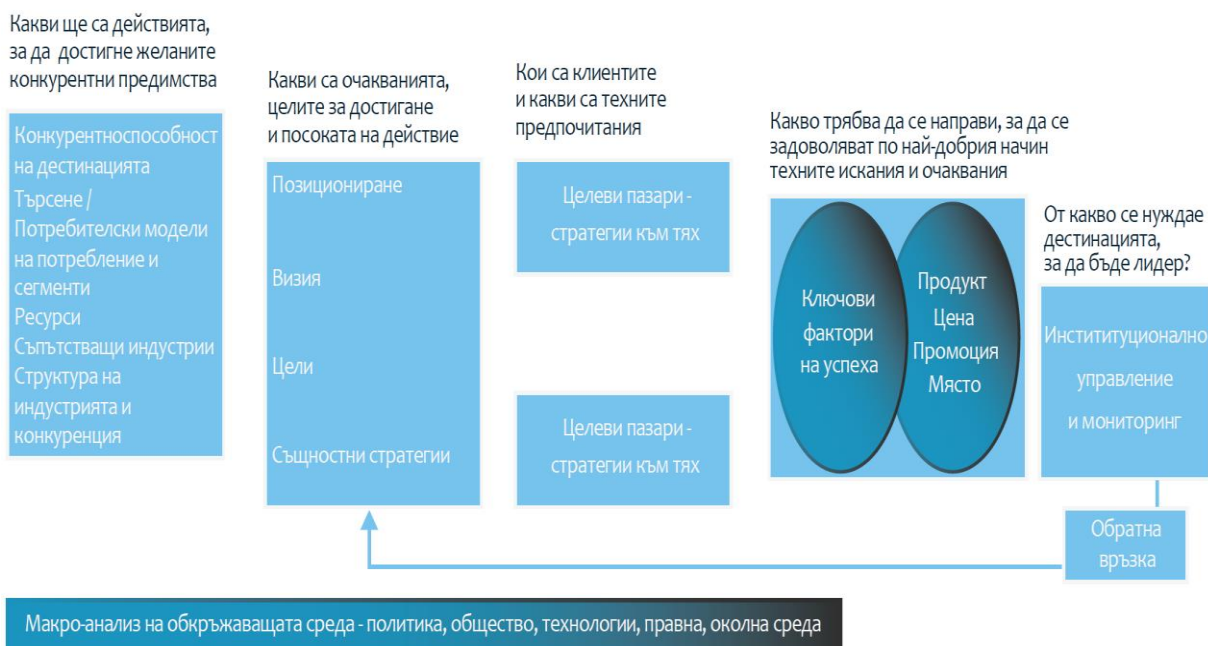 Какви ще са действията,
за да достигне желаните
конкурентни предимства
Конкурентноспособност
на дестинацията
Търсене /
Потребителски модели
на потребление и
сегменти
Ресурси
Съпътстващи индустрии
Структура на
индустрията и
конкуренция
Какви са очакванията,
целите за достигане
и посоката на действие
Позициониране
Визия
Цели
Същностни стратегии
Кои са клиентите
и какви са техните
предпочитания
Целеви пазари -
стратегии към тях
Целеви пазари -
стратегии към тях
Какво трябва да се направи, за да се
задоволяват по най-добрия начин
техните искания и очаквания
Ключови
фактори
на успеха
Продукт
Цена
Промоция
Място
От какво се нуждае
дестинацията,
за да бъде лидер?
Инстититуционално
управление
и мониторинг
Обратна
връзка
Макро-анализ на обкръжаващата среда - политика, общество, технологии, правна, околна среда